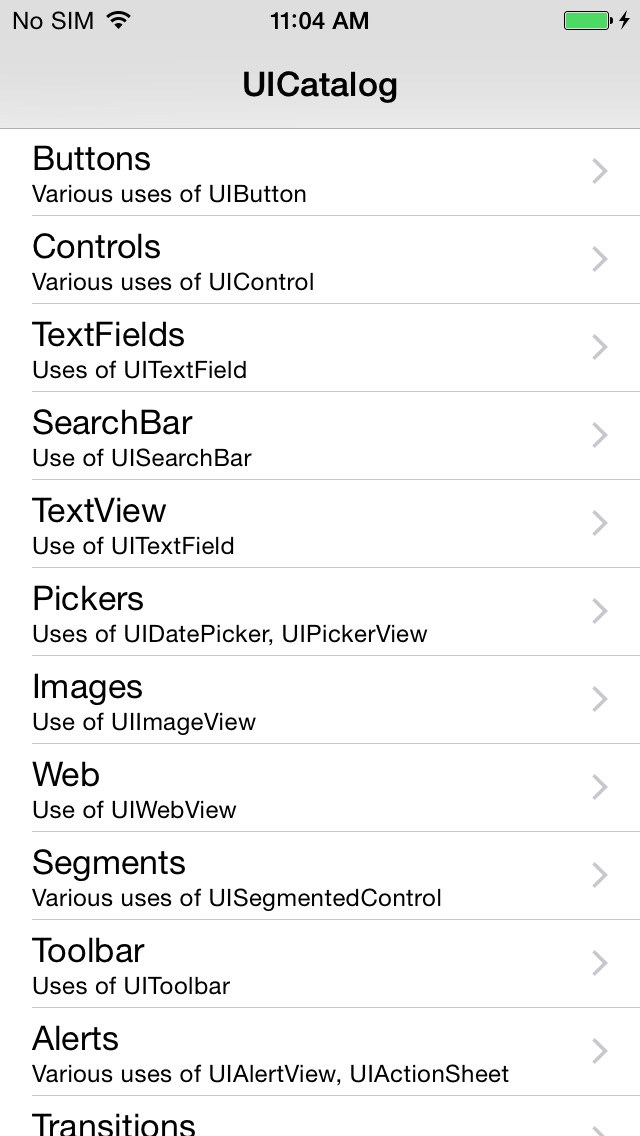 No SIM 11:04 AM
UICatalog
Buttons
Various uses of UIButton
Controls
Various uses of UIControl
TextFields
Uses of UITextField
SearchBar
Use of UISearchBar
TextView
Use of UITextField
Pickers
Uses of UIDatePicker, UIPickerView
Images
Use of UIImageView
Web
Use of UIWebView
Segments
Various uses of UISegmentedControl
Toolbar
Uses of UIToolbar
Alerts
Various uses of UIAlertView, UIActionSheet
Transitions